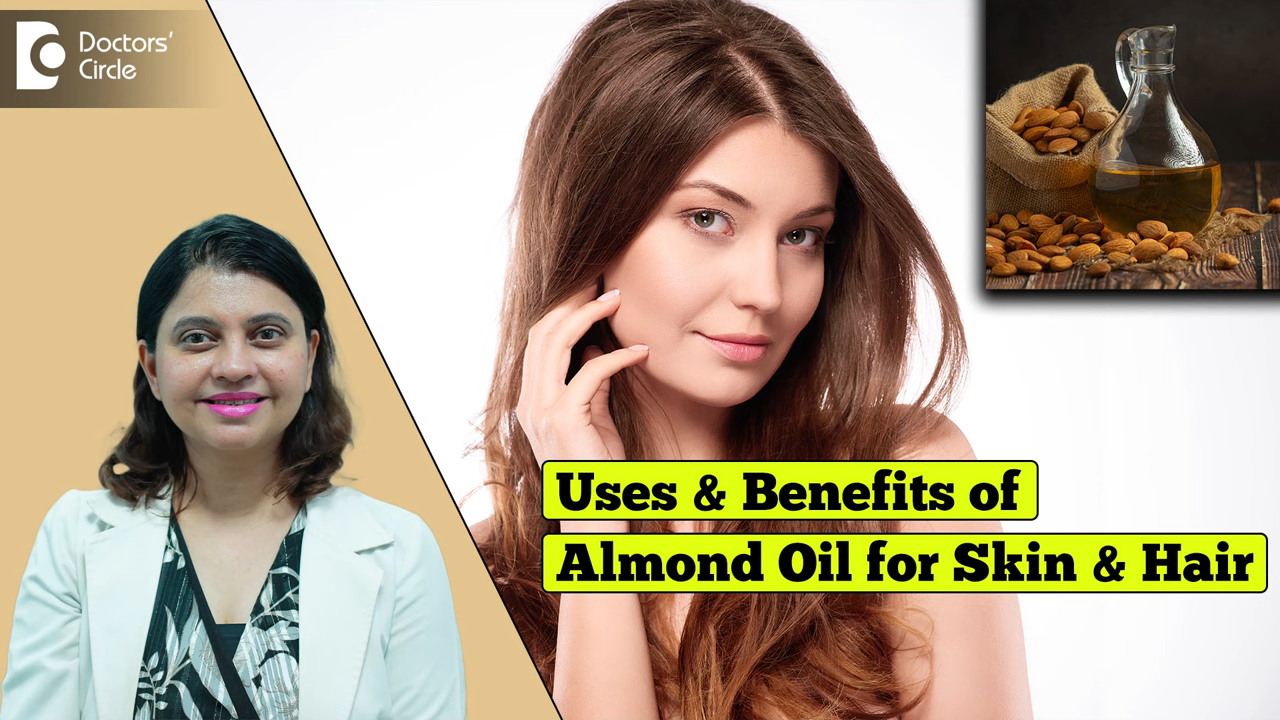 Doctors'
Circle
Uses & Benefits of
Almond Oil for Skin & Hair